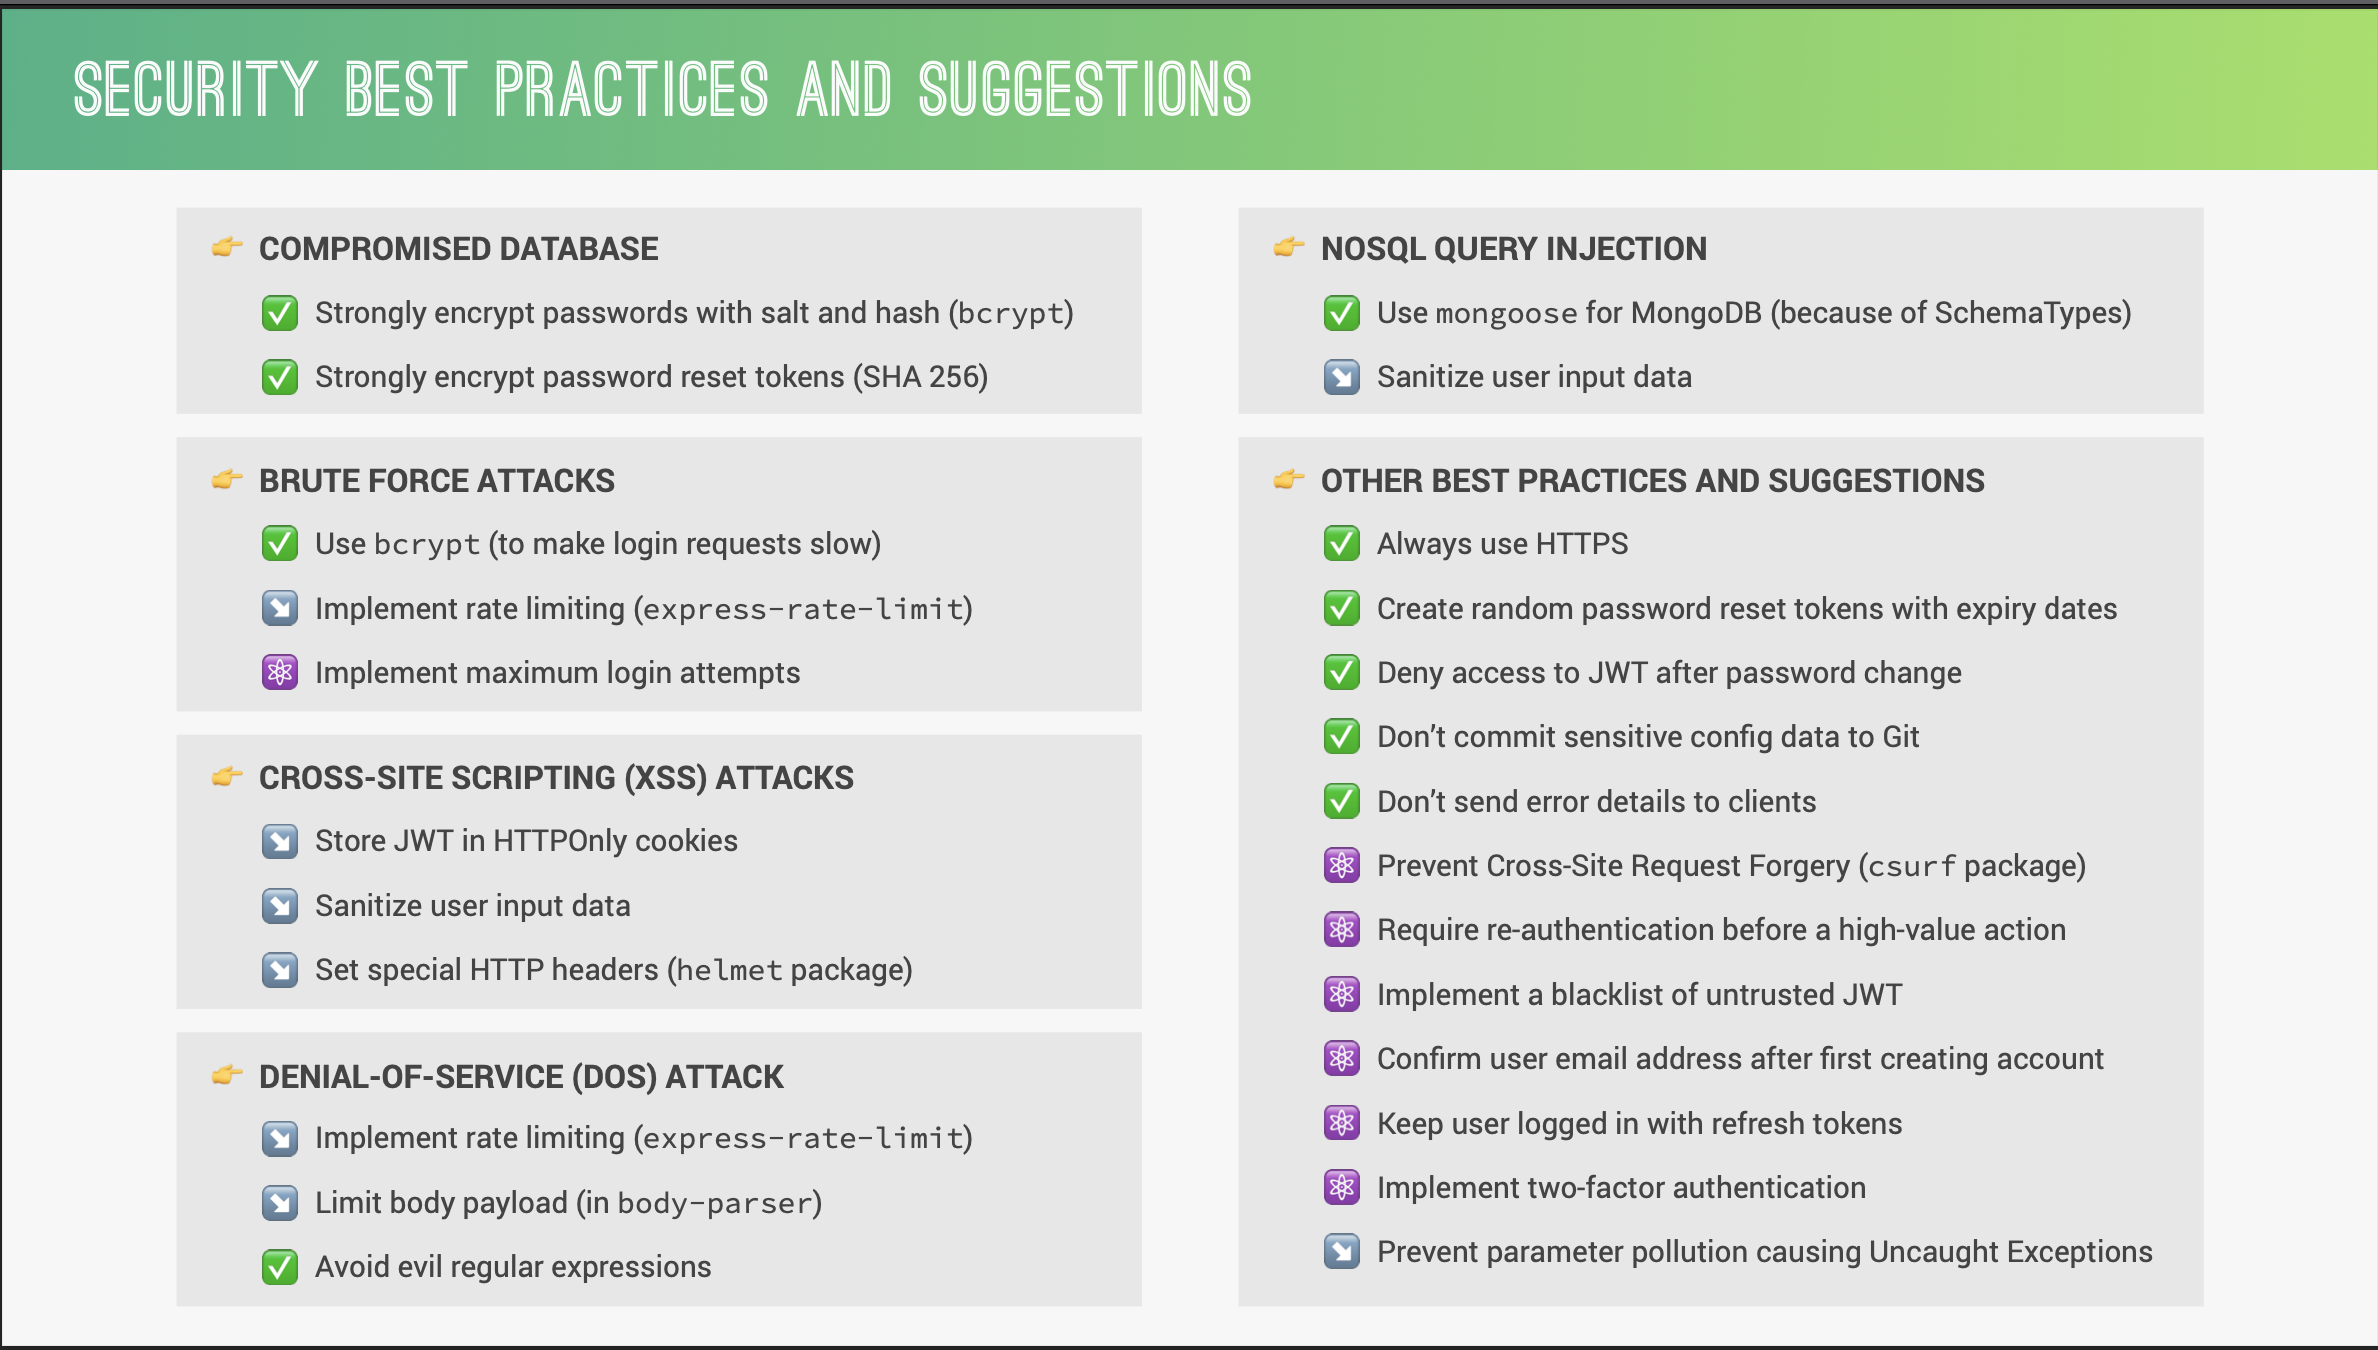 SECURITY BEST PRACTICES AND SUGGESTIONS
👉 COMPROMISED DATABASE
✅ Strongly encrypt passwords with salt and hash (bcrypt)
✅ Strongly encrypt password reset tokens (SHA 256)
👉 BRUTE FORCE ATTACKS
✅ Use bcrypt (to make login requests slow)
↘️ Implement rate limiting (express-rate-limit)
⚛️ Implement maximum login attempts
👉 CROSS-SITE SCRIPTING (XSS) ATTACKS
↘️ Store JWT in HTTPOnly cookies
↘️ Sanitize user input data
↘️ Set special HTTP headers (helmet package)
👉 DENIAL-OF-SERVICE (DOS) ATTACK
↘️ Implement rate limiting (express-rate-limit)
↘️ Limit body payload (in body-parser)
✅ Avoid evil regular expressions
👉 NOSQL QUERY INJECTION
✅ Use mongoose for MongoDB (because of SchemaTypes)
↘️ Sanitize user input data
👉 OTHER BEST PRACTICES AND SUGGESTIONS
✅ Always use HTTPS
✅ Create random password reset tokens with expiry dates
✅ Deny access to JWT after password change
✅ Don’t commit sensitive config data to Git
✅ Don’t send error details to clients
⚛️ Prevent Cross-Site Request Forgery (csurf package)
⚛️ Require re-authentication before a high-value action
⚛️ Implement a blacklist of untrusted JWT
⚛️ Confirm user email address after first creating account
⚛️ Keep user logged in with refresh tokens
⚛️ Implement two-factor authentication
↘️ Prevent parameter pollution causing Uncaught Exceptions